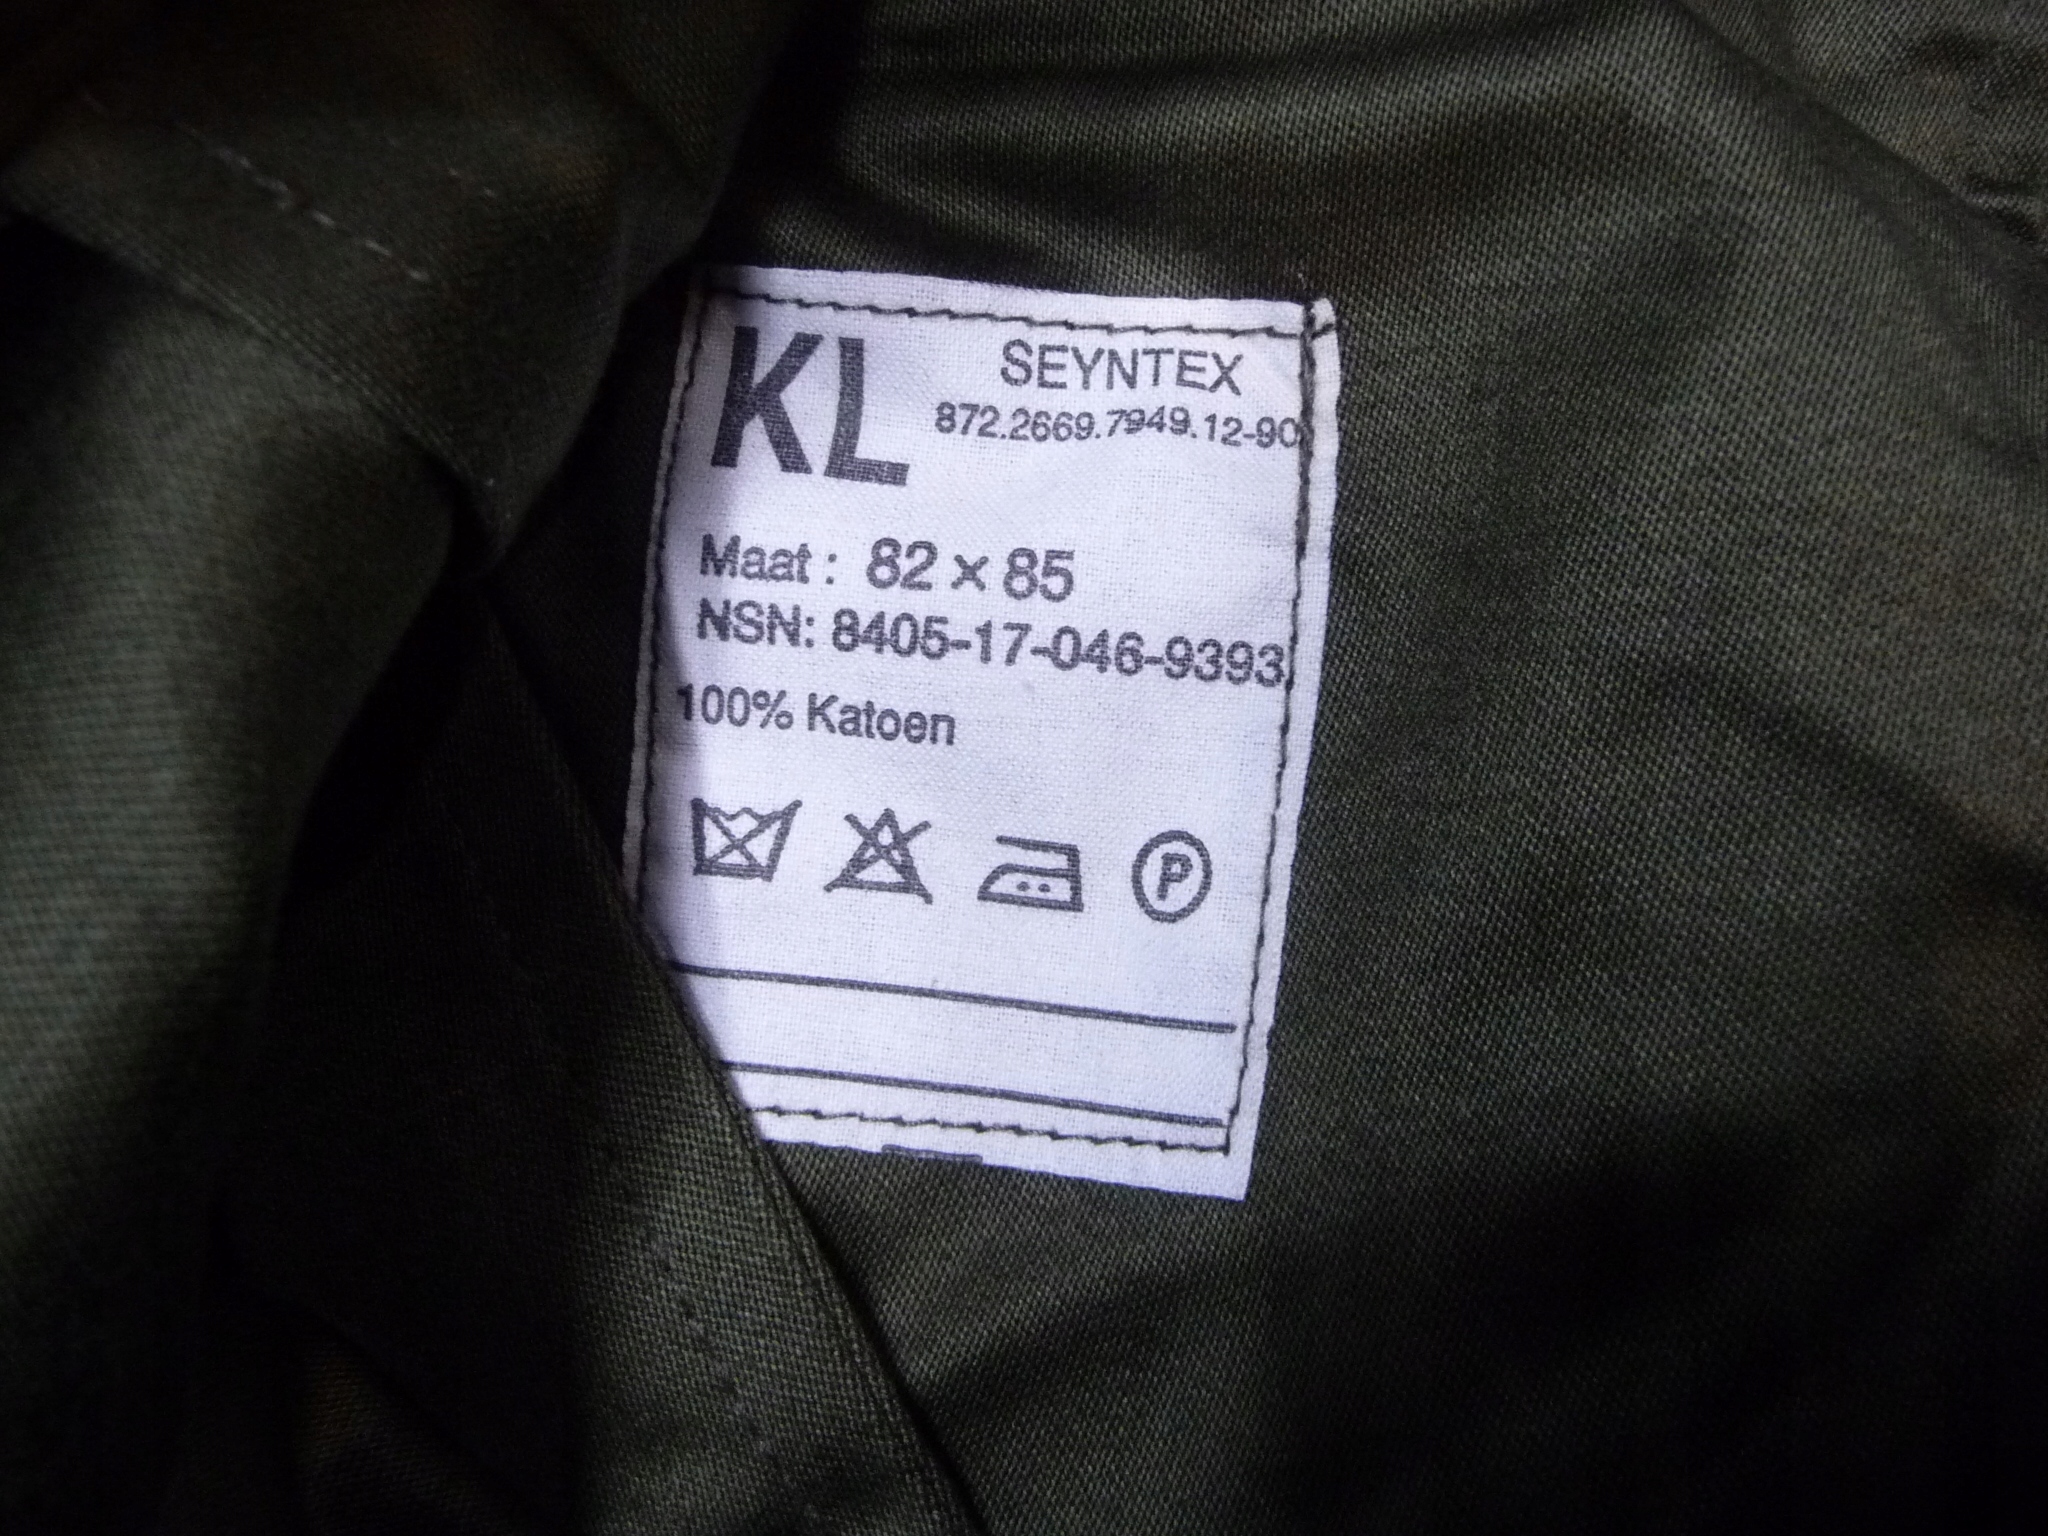 KL
SEYNTEX
872.2669.7949.12-90
Maat : 82 × 85
NSN: 8405-17-046-9393
100% Katoen
P